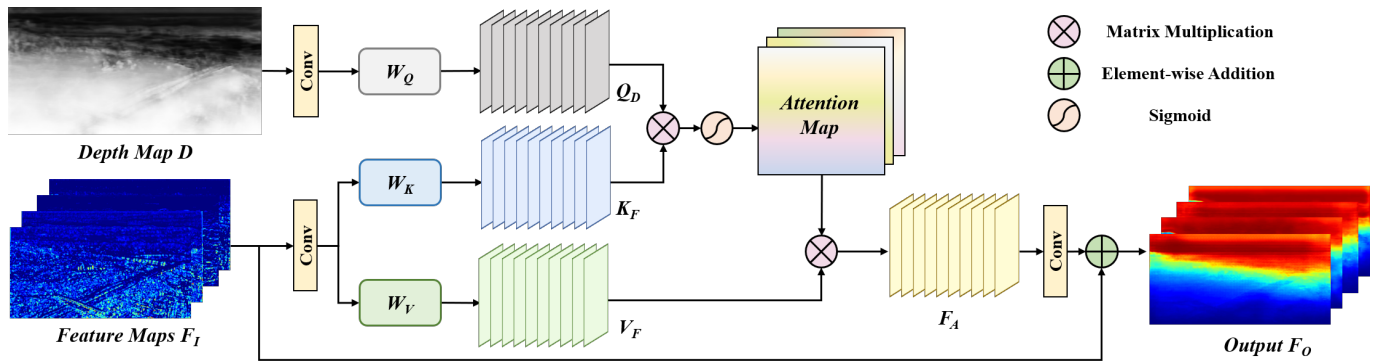 Conv
W_Q
Q_D
Depth Map D
Attention
Map
Matrix Multiplication
Element-wise Addition
Sigmoid
Conv
W_K
K_F
W_V
V_F
Feature Maps F_I
F_A
Conv
Output F_O